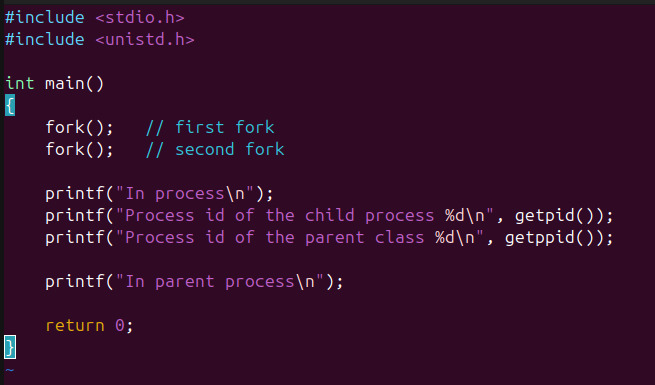 #include <stdio.h>
#include <unistd.h>
int main()
{
    fork();   // first fork
    fork();   // second fork
    printf("In process\n");
    printf("Process id of the child process %d\n", getpid());
    printf("Process id of the parent class %d\n", getppid());
    printf("In parent process\n");
    return 0;
}
~